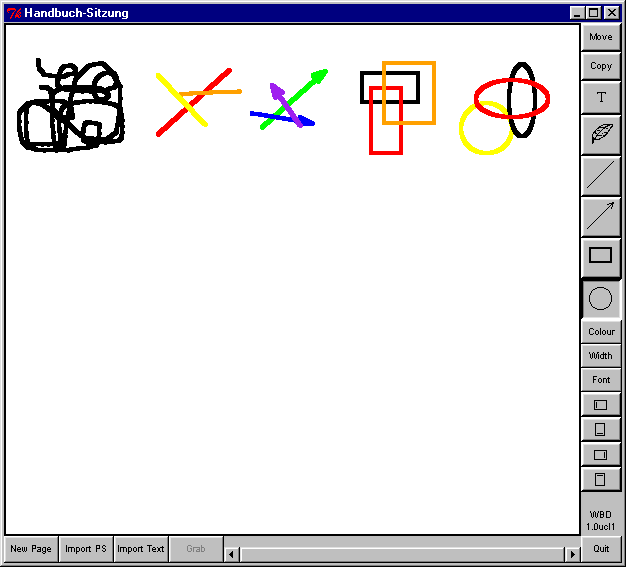 Handbuch-Sitzung
Move
Copy
T
Colour
Width
Font
WBD
1.0ucl1
New Page
Import PS
Import Text
Grab
Quit